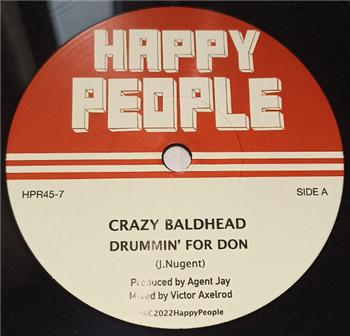 HAPPY
PEOPLE
HPR45-7
SIDE A
CRAZY BALDHEAD
DRUMMIN' FOR DON
(J.Nugent)
Produced by Agent Jay
Mixed by Victor Axelrod
2022HappyPeople